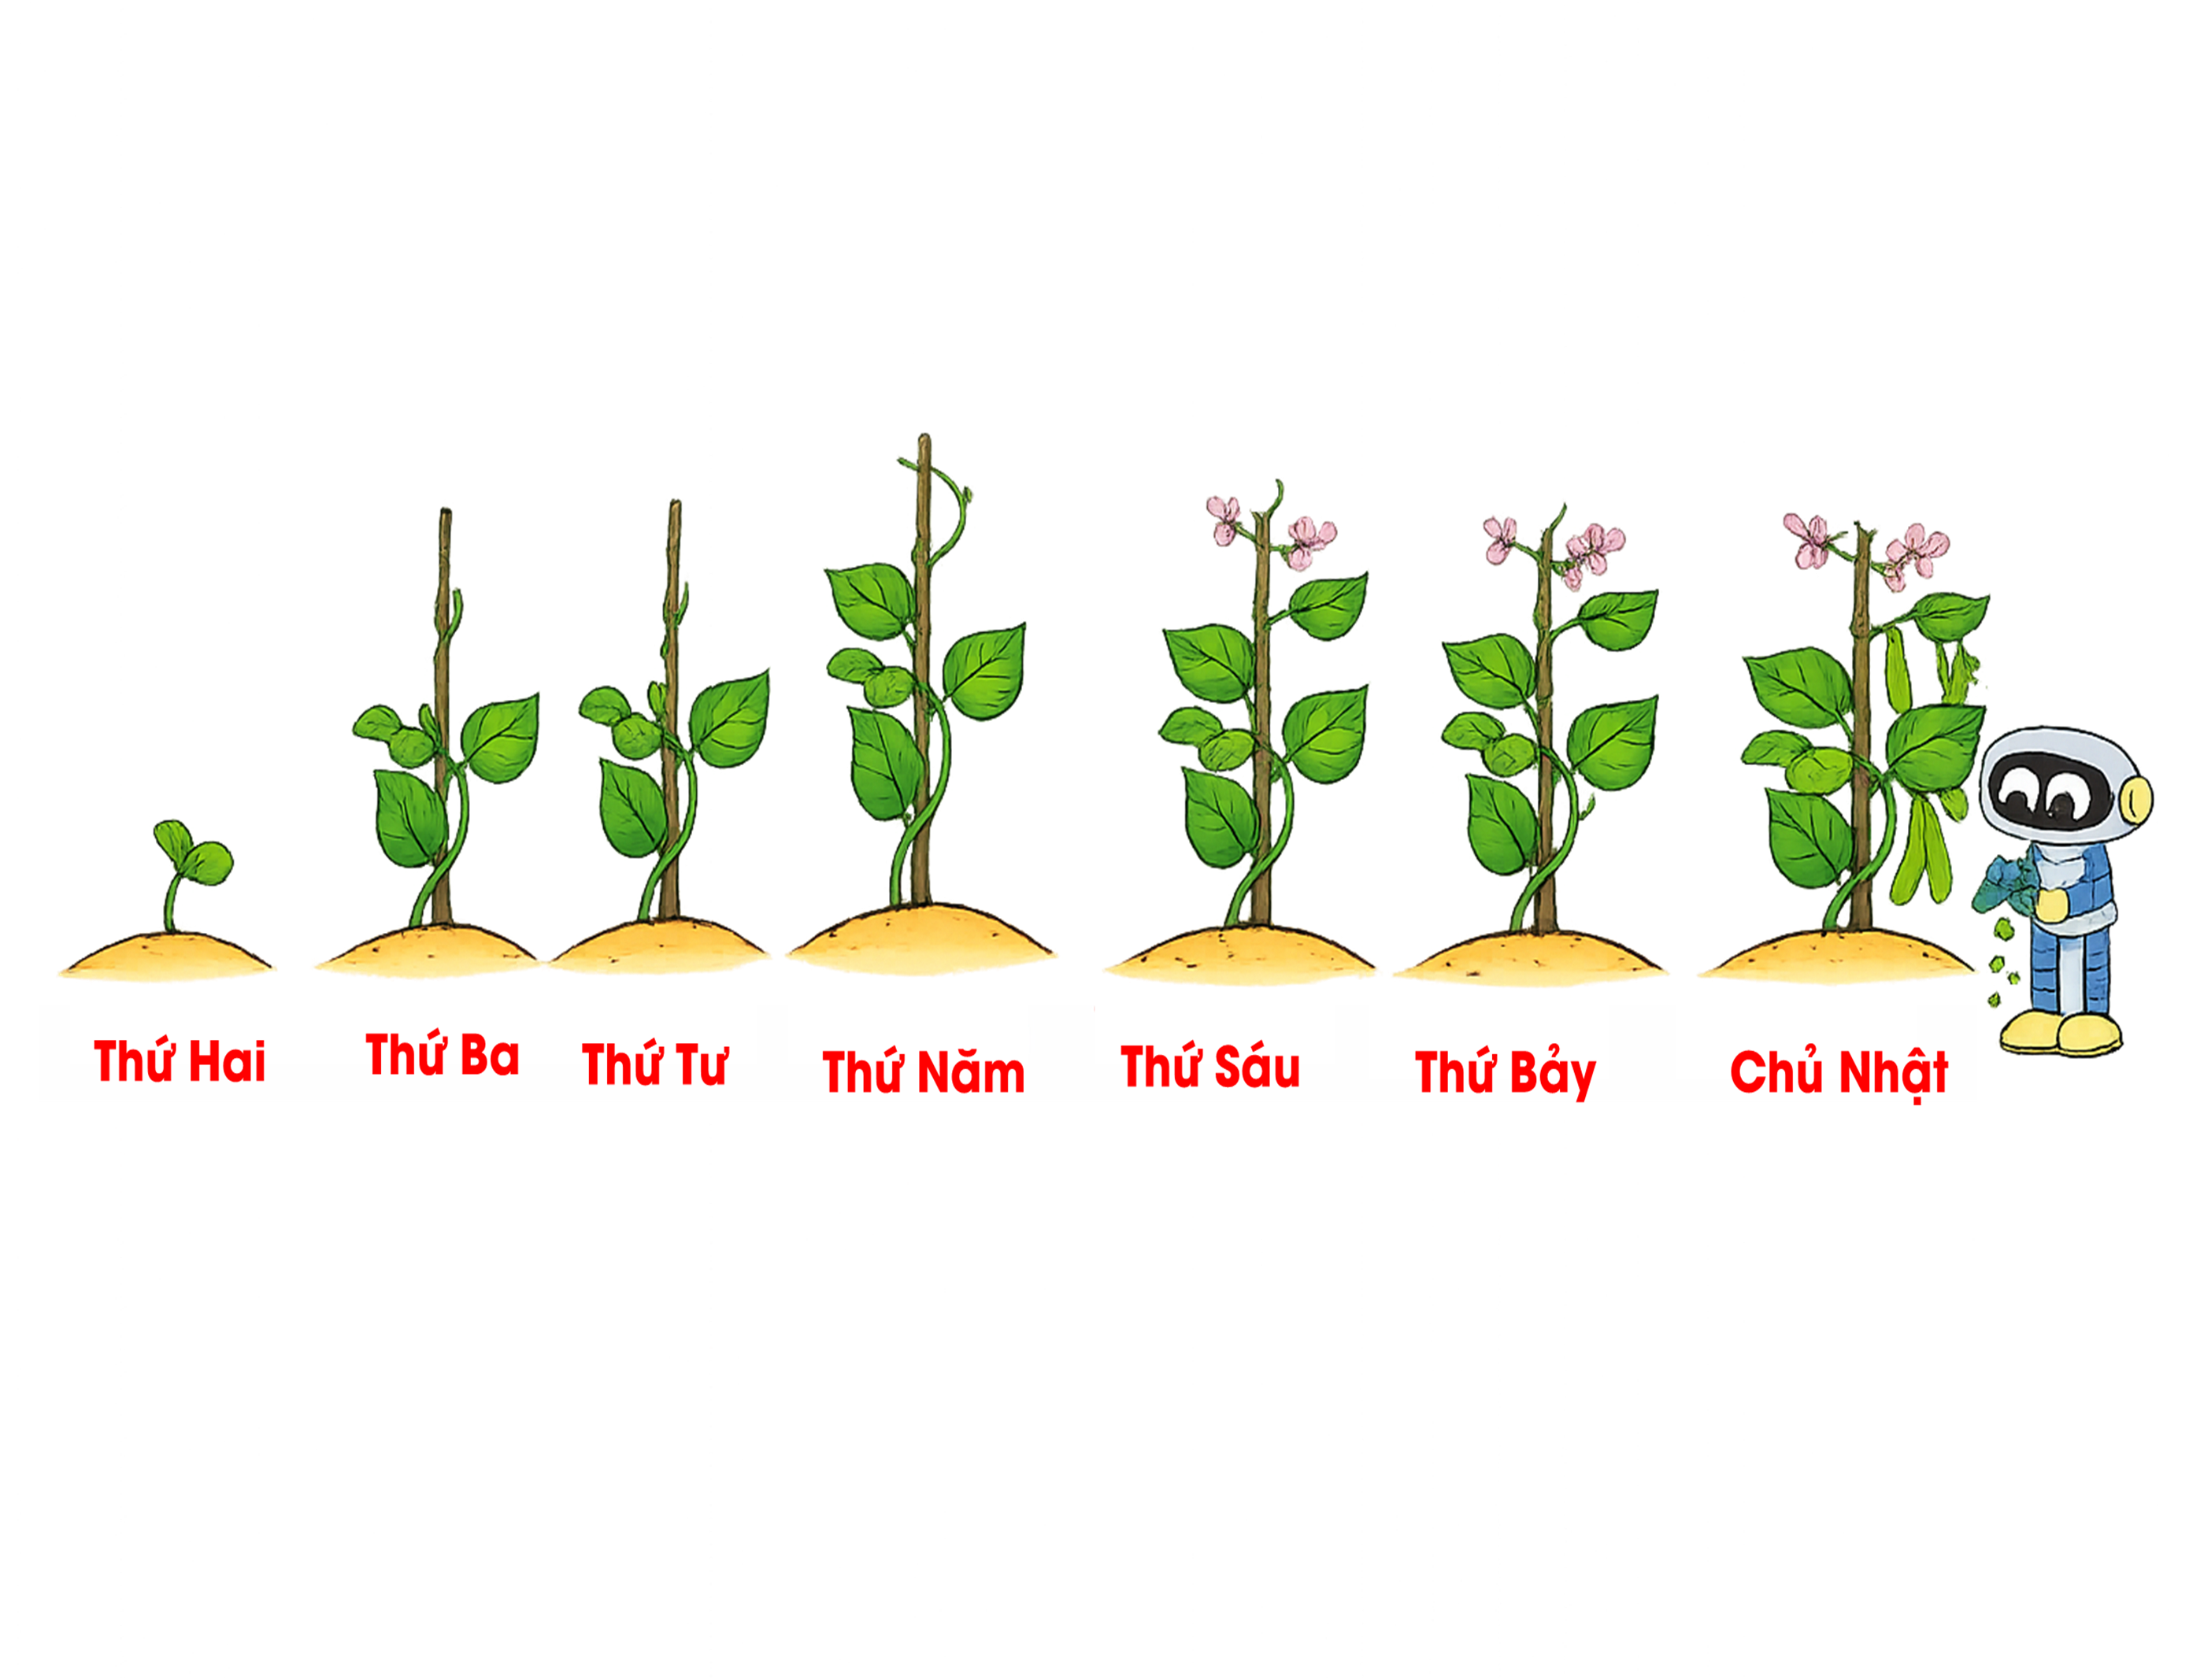 Thứ Hai
Thứ Ba
Thứ Tư
Thứ Năm
Thứ Sáu
Thứ Bảy
Chủ Nhật